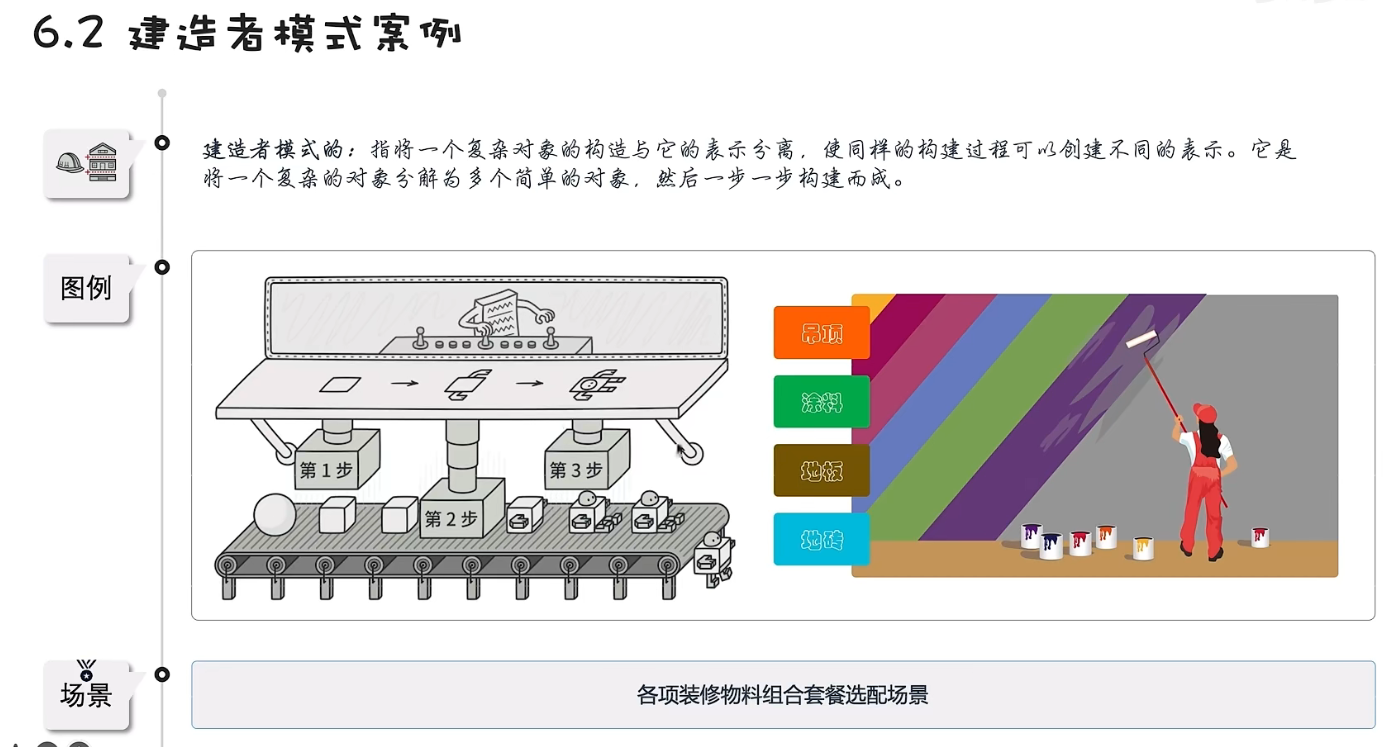 6.2 建造者模式案例
建造者模式的：指将一个复杂对象的构造与它的表示分离，使同样的构建过程可以创建不同的表示。它是
将一个复杂的对象分解为多个简单的对象，然后一步一步构建而成。
图例
第1步
第2步
第3步
吊顶
涂料
地板
地砖
场景
各项装修物料组合套餐选配场景